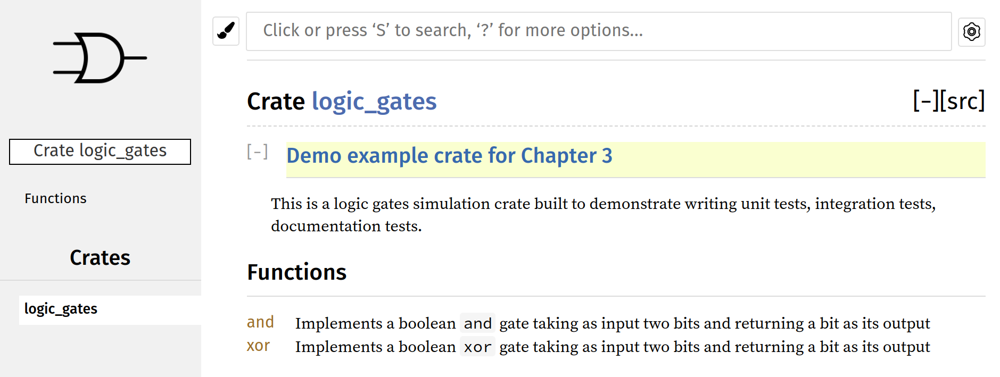 Crate logic_gates
Functions
Crates
logic_gates
Click or press ‘S’ to search, ‘?’ for more options...
Crate logic_gates
[-][src]
[-]
Demo example crate for Chapter 3
This is a logic gates simulation crate built to demonstrate writing unit tests, integration tests,
documentation tests.
Functions
and Implements a boolean and gate taking as input two bits and returning a bit as its output
xor Implements a boolean xor gate taking as input two bits and returning a bit as its output